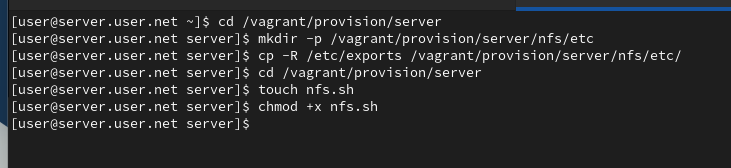 [user@server.user.net ~]$ cd /vagrant/provision/server
[user@server.user.net server]$ mkdir -p /vagrant/provision/server/nfs/etc
[user@server.user.net server]$ cp -R /etc/exports /vagrant/provision/server/nfs/etc/
[user@server.user.net server]$ cd /vagrant/provision/server
[user@server.user.net server]$ touch nfs.sh
[user@server.user.net server]$ chmod +x nfs.sh
[user@server.user.net server]$